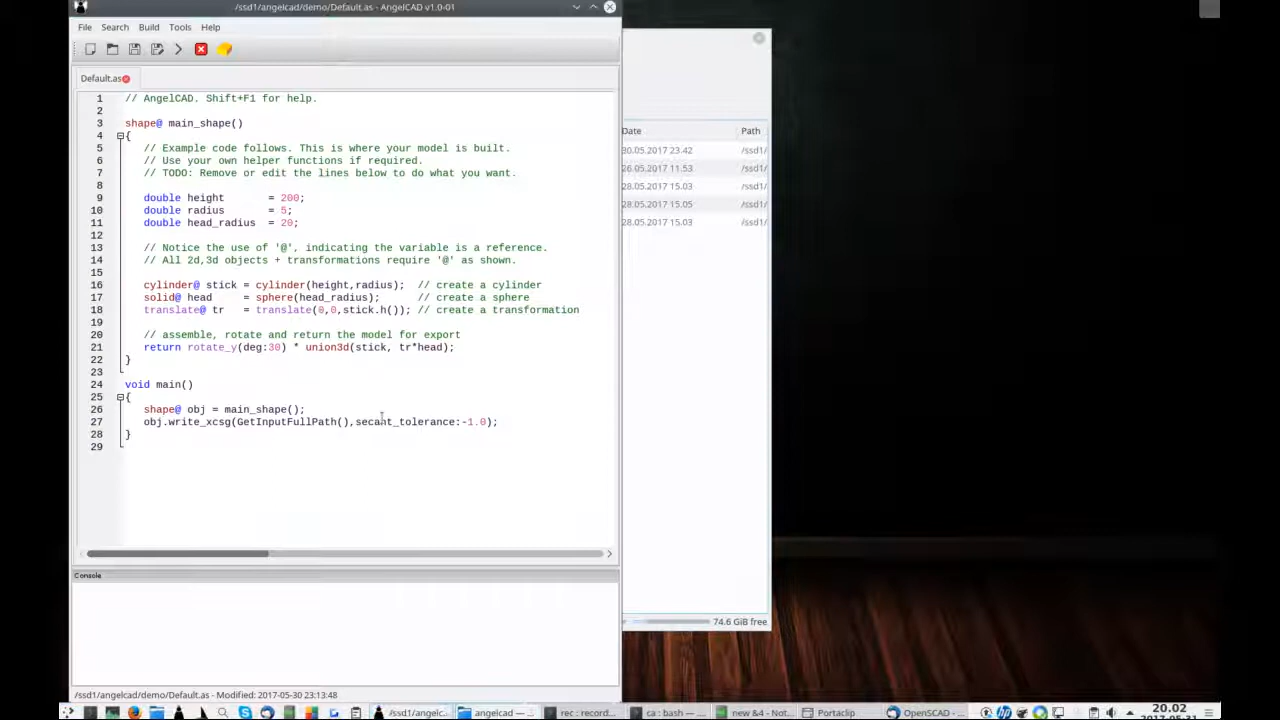 /ssd1/angelcad/demo/Default.as - AngelCAD v1.0-01
File Search Build Tools Help
Default.as
1 // AngelCAD. Shift+F1 for help.
2
3 shape@ main_shape()
4 {
5 // Example code follows. This is where your model is built.
6 // Use your own helper functions if required.
7 // TODO: Remove or edit the lines below to do what you want.
8
9 double height = 200;
10 double radius = 5;
11 double head_radius = 20;
12
13 // Notice the use of '@', indicating the variable is a reference.
14 // All 2d,3d objects + transformations require '@' as shown.
15
16 cylinder@ stick = cylinder(height,radius); // create a cylinder
17 solid@ head = sphere(head_radius); // create a sphere
18 translate@ tr = translate(0,0,stick.h()); // create a transformation
19
20 // assemble, rotate and return the model for export
21 return rotate_y(deg:30) * union3d(stick, tr*head);
22 }
23
24 void main()
25 {
26 shape@ obj = main_shape();
27 obj.write_xcsg(GetInputFullPath(),secant_tolerance:-1.0);
28 }
29
Console
/ssd1/angelcad/demo/Default.as - Modified: 2017-05-30 23:13:48
Date Path
30.05.2017 23.42 /ssd1/
26.05.2017 11.53 /ssd1/
28.05.2017 15.03 /ssd1/
28.05.2017 15.05 /ssd1/
28.05.2017 15.03 /ssd1/
74.6 GiB free
/ssd1/angelc... angelcad — ... rec : record... ca : bash — ... new &4 - Not... Portaclip OpenSCAD - ... 20.02
2017-05-31